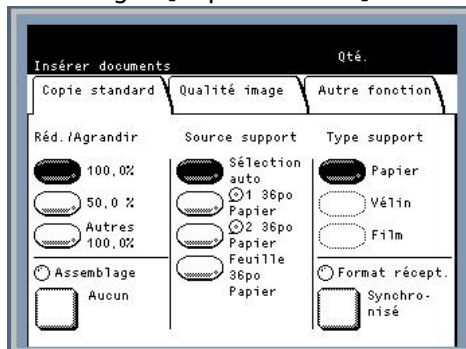 Insérer documents
Qté.
Copie standard
Qualité image
Autre fonction
Réd./Agrandir
100,0%
50,0 %
Autres
100,0%
Assemblage
Aucun
Source support
Sélection
auto
1 36po
Papier
2 36po
Papier
Feuille
36po
Papier
Type support
Papier
Vélin
Film
Format récept.
Synchro-
nisé